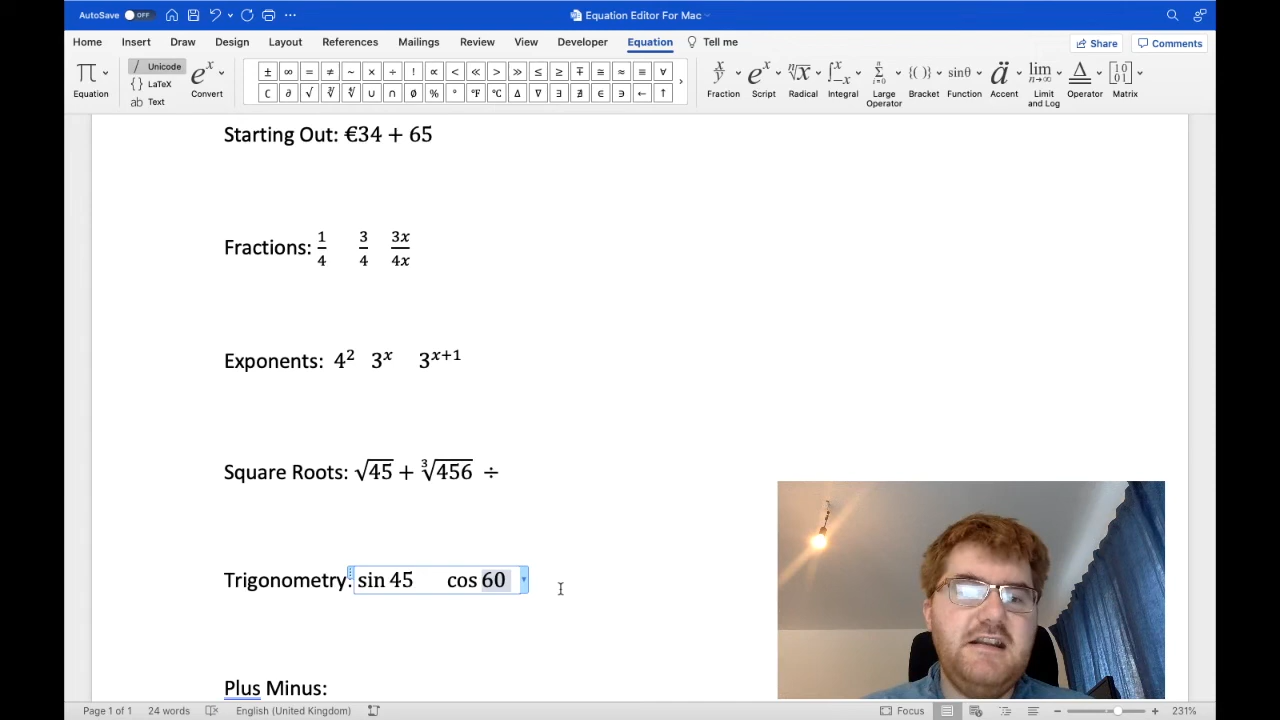 AutoSave OFF ... Equation Editor For Mac
Home Insert Draw Design Layout References Mailings Review View Developer Equation Tell me Share Comments
π / Unicode eˣ ± ∞ = ≠ ~ × ÷ ! ∝ < ≪ > ≫ ≤ ≥ ∓ ≅ ≈ ≡ ∀
{} LaTeX ∁ ∂ √ ∛ ∜ ∪ ∩ ∅ % ° °F °C ∆ ∇ ∃ ∄ ∈ ∋ ← ↑
Equation ab Text Convert Fraction Script Radical Integral Large Operator Bracket Function Accent Limit and Log Operator Matrix
Starting Out: €34 + 65
Fractions: 1/4 3/4 3x/4x
Exponents: 4² 3ˣ 3ˣ⁺¹
Square Roots: √45 + ∛456 ÷
Trigonometry: sin 45 cos 60
Plus Minus:
Page 1 of 1 24 words English (United Kingdom) Focus 231%